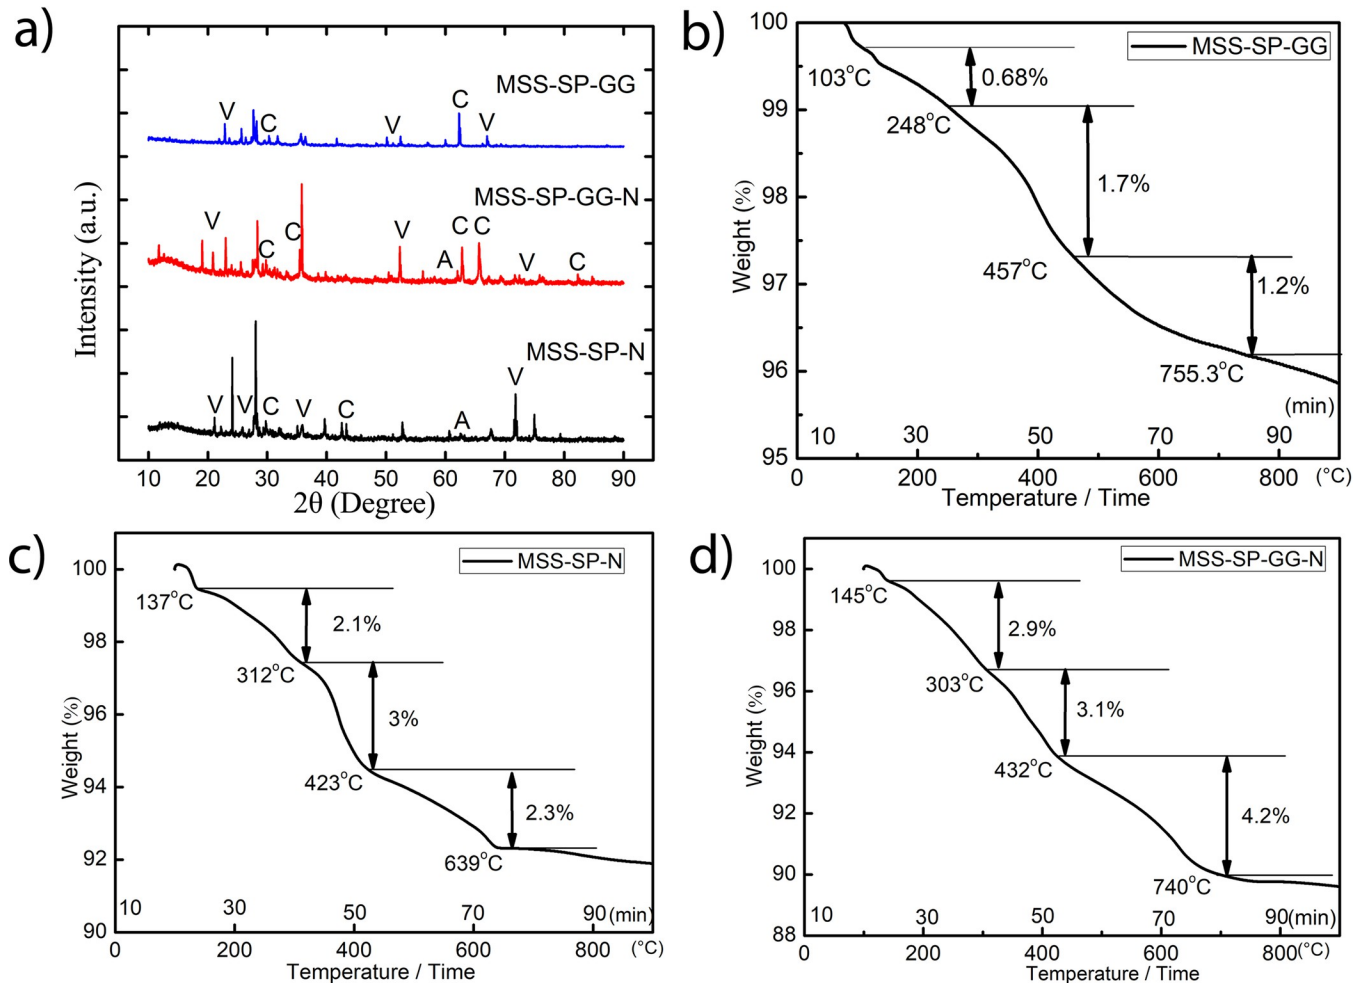 a)
MSS-SP-GG
V C V C V
MSS-SP-GG-N
V C C V A C C V C
MSS-SP-N
V V C V C A V
Intensity (a.u.)
10 20 30 40 50 60 70 80 90
2θ (Degree)
b)
MSS-SP-GG
100
99
98
97
96
95
Weight (%)
103°C
0.68%
248°C
1.7%
457°C
1.2%
755.3°C
(min)
10 30 50 70 90
0 200 400 600 800 (°C)
Temperature / Time
c)
MSS-SP-N
100
98
96
94
92
90
Weight (%)
137°C
2.1%
312°C
3%
423°C
2.3%
639°C
10 30 50 70 90 (min)
0 200 400 600 800 (°C)
Temperature / Time
d)
MSS-SP-GG-N
100
98
96
94
92
90
88
Weight (%)
145°C
2.9%
303°C
3.1%
432°C
4.2%
740°C
10 30 50 70 90 (min)
0 200 400 600 800 (°C)
Temperature / Time